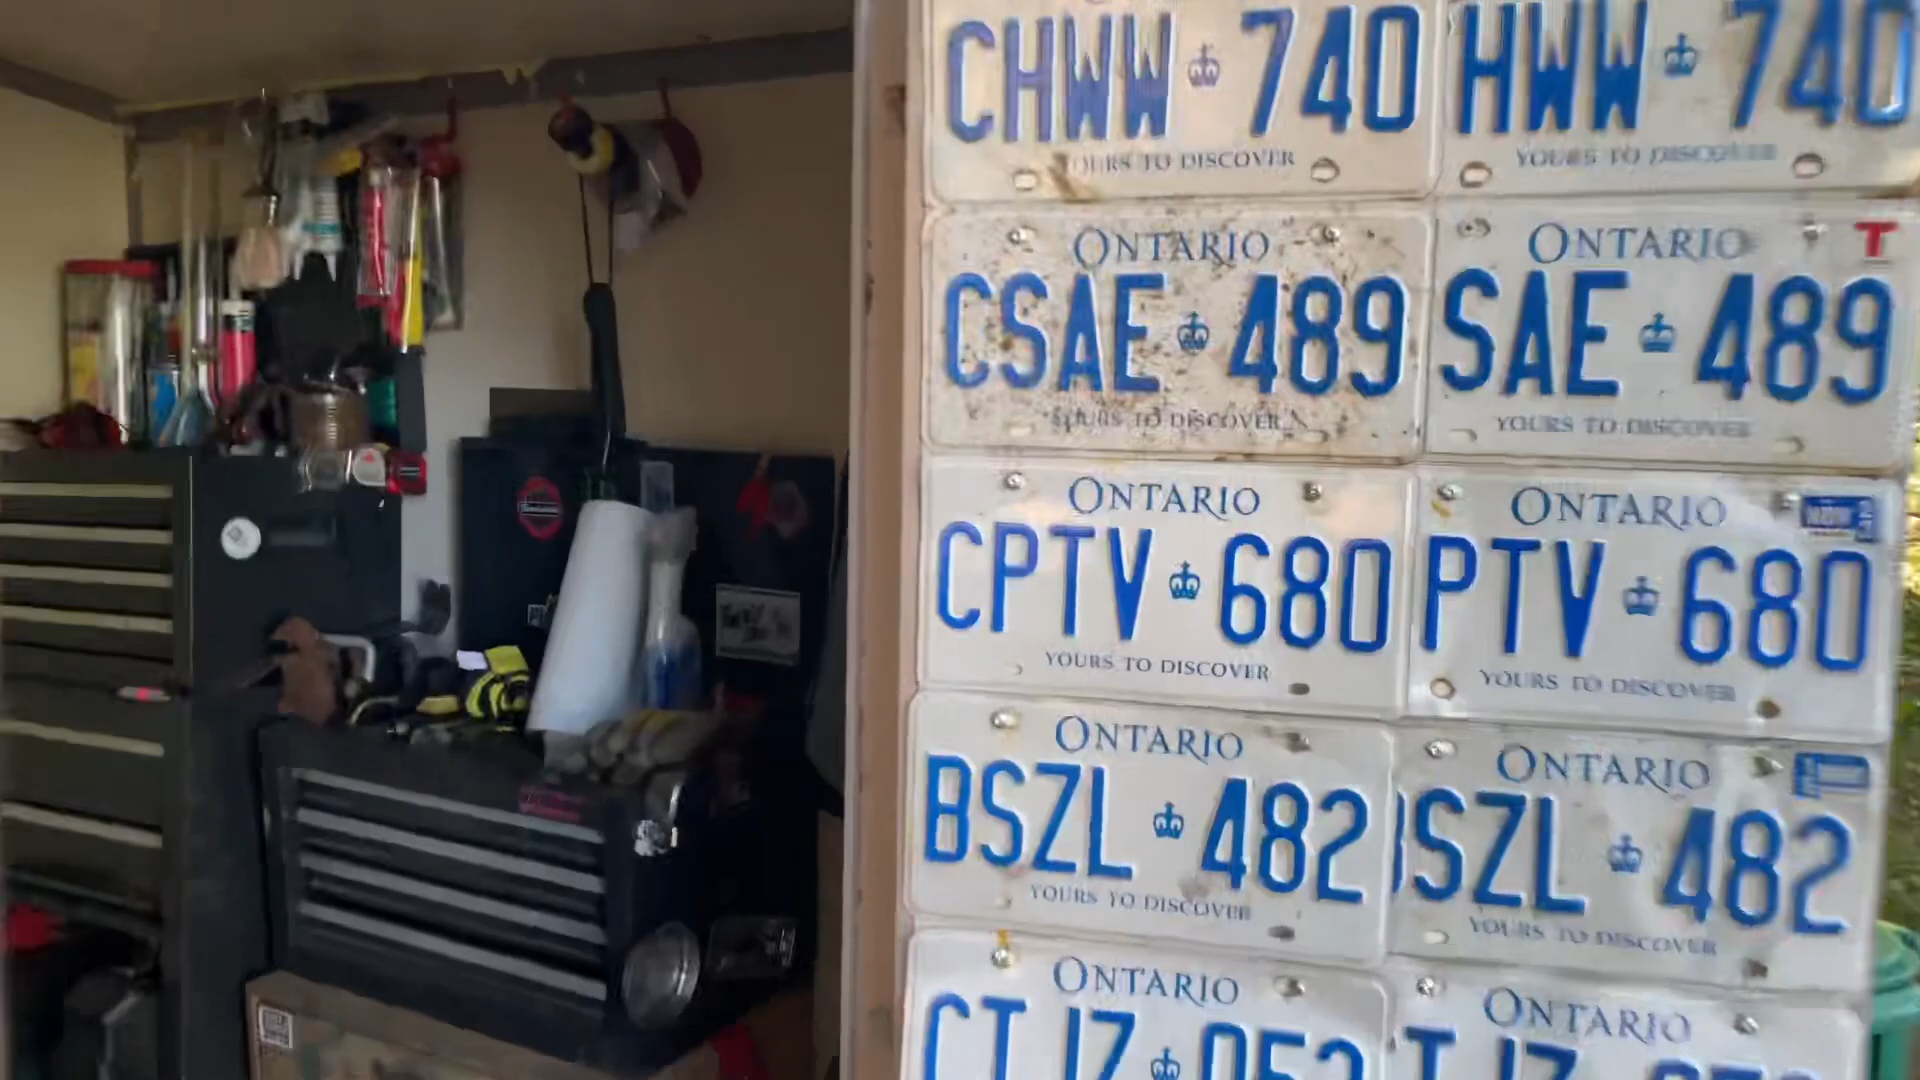 CHWW 740
HWW 740
YOURS TO DISCOVER
YOURS TO DISCOVER
ONTARIO
ONTARIO T
CSAE 489
SAE 489
YOURS TO DISCOVER
YOURS TO DISCOVER
ONTARIO
ONTARIO
CPTV 680
PTV 680
YOURS TO DISCOVER
YOURS TO DISCOVER
ONTARIO
ONTARIO
BSZL 482
SZL 482
YOURS TO DISCOVER
YOURS TO DISCOVER
ONTARIO
ONTARIO